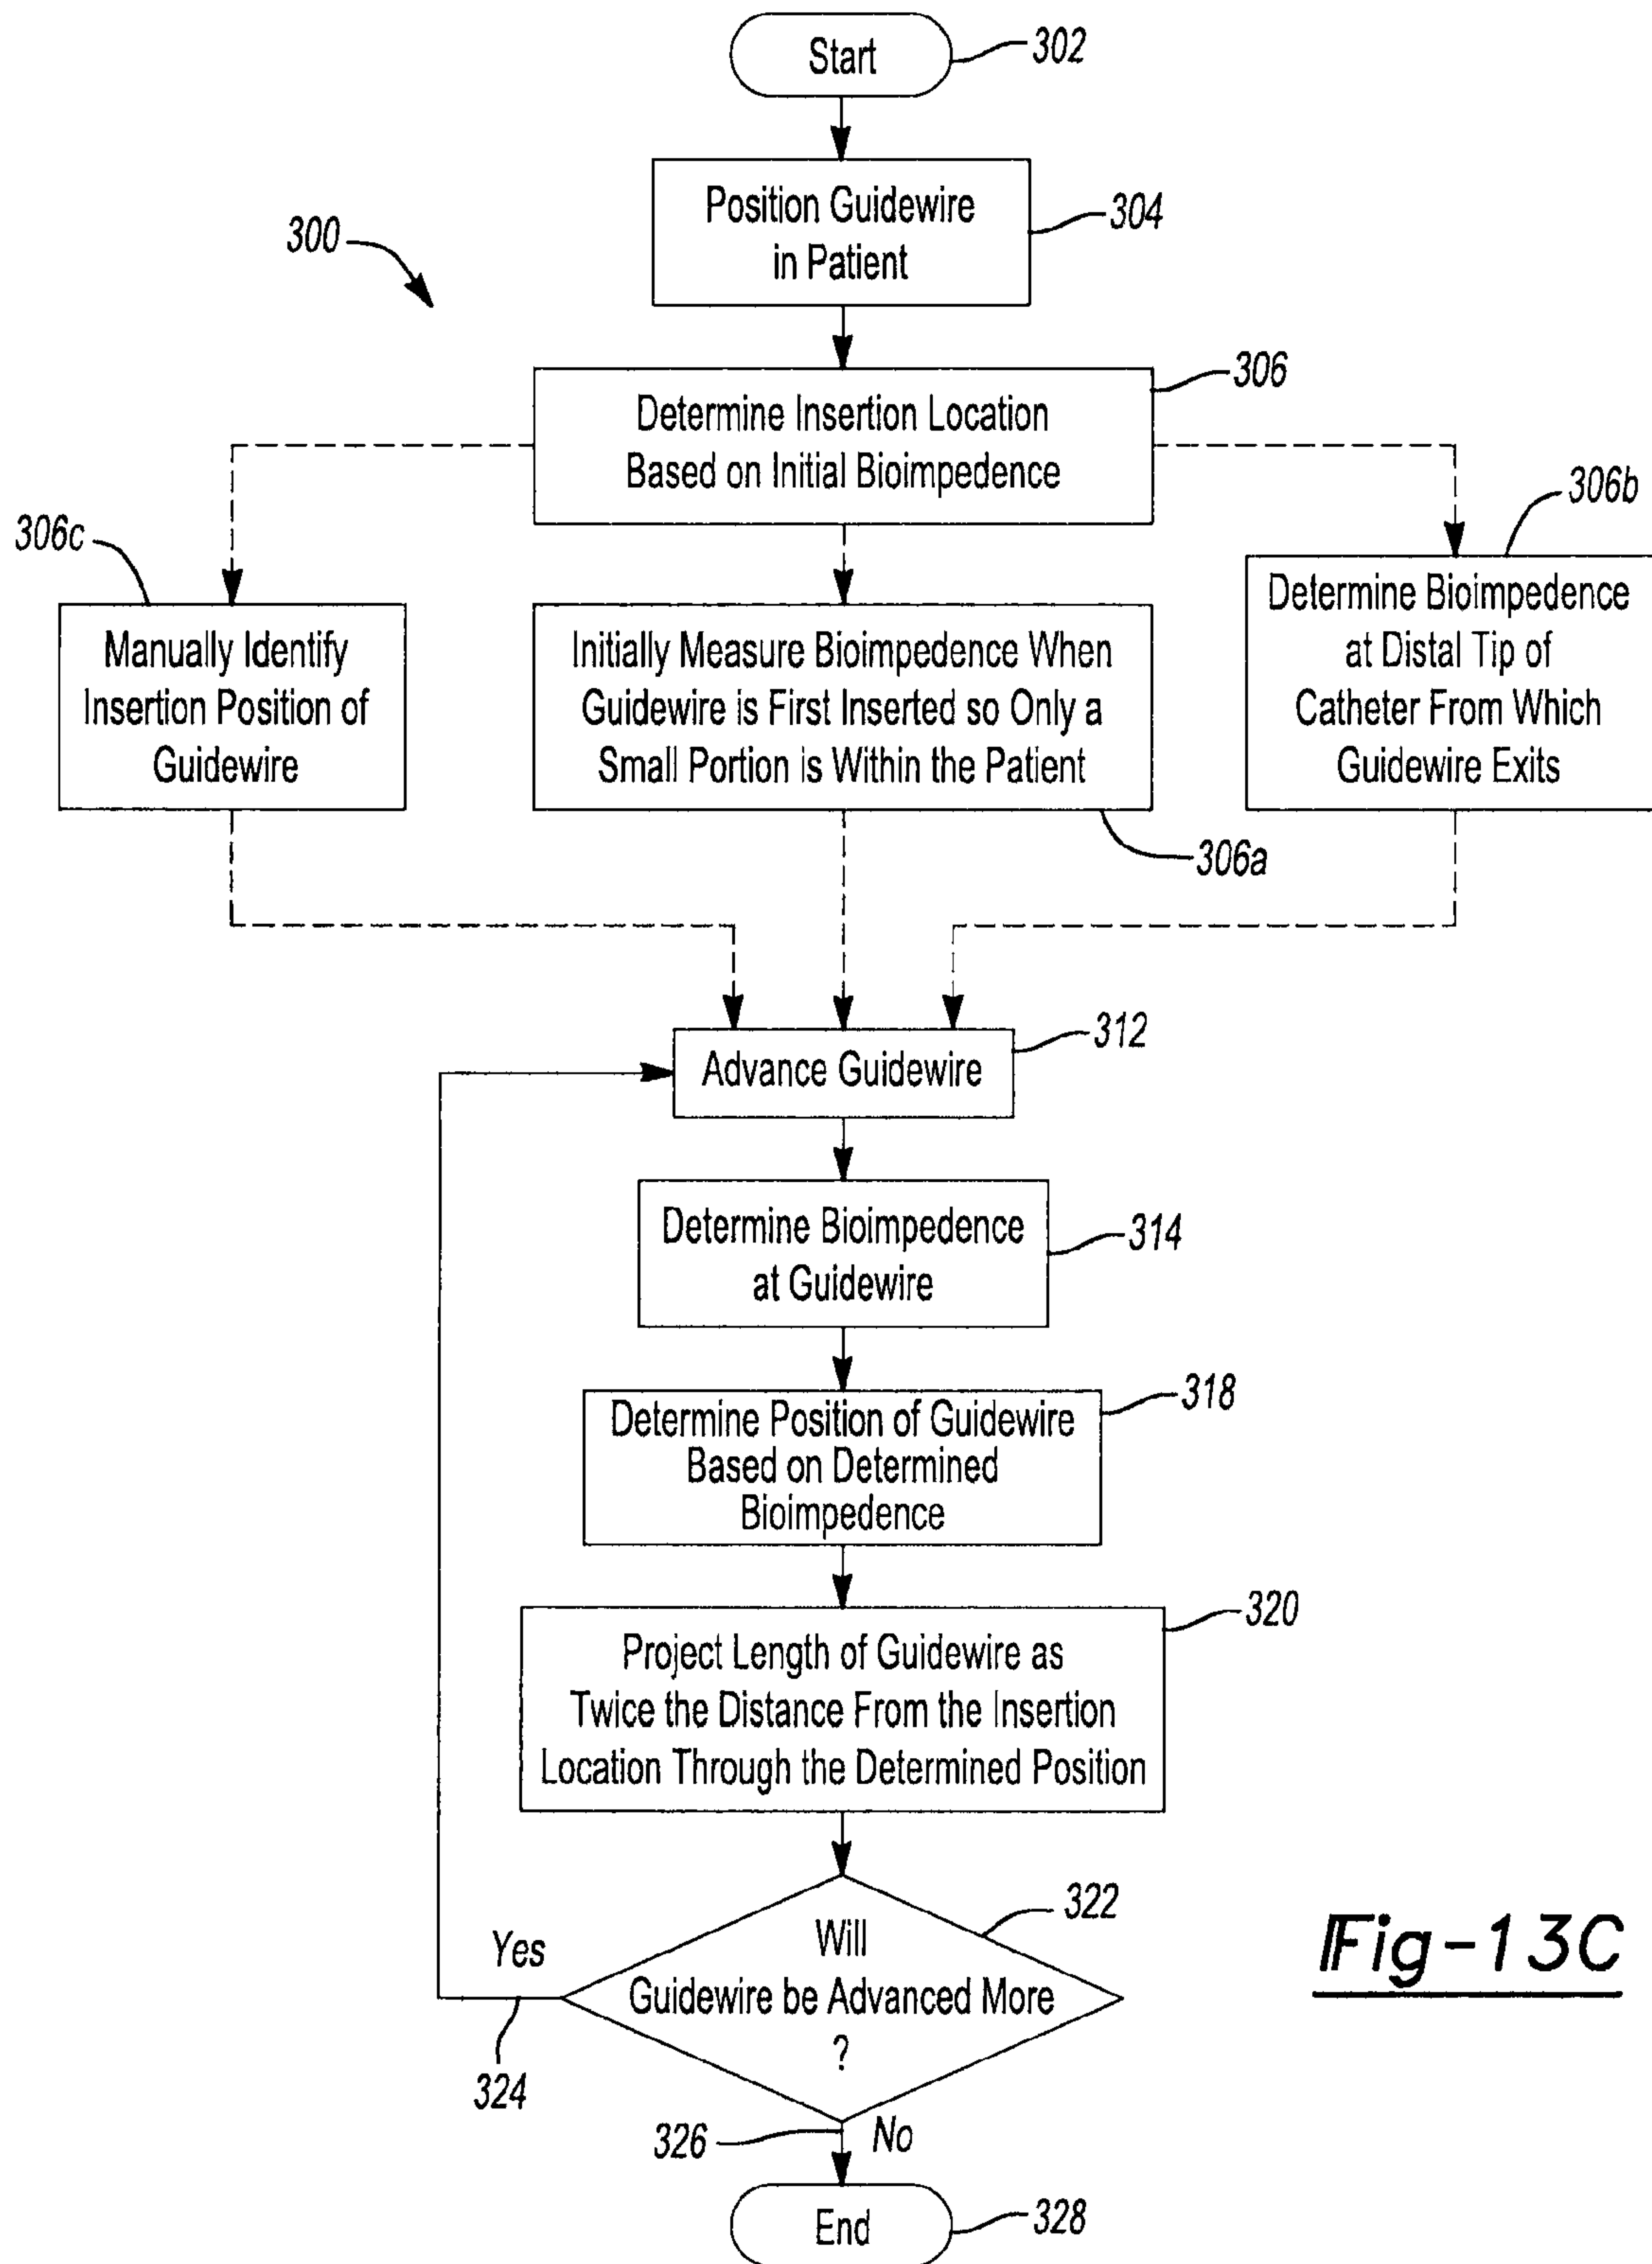 Start
302
Position Guidewire
in Patient
304
300
306
Determine Insertion Location
Based on Initial Bioimpedence
306c
306b
Manually Identify
Insertion Position of
Guidewire
Initially Measure Bioimpedence When
Guidewire is First Inserted so Only a
Small Portion is Within the Patient
Determine Bioimpedence
at Distal Tip of
Catheter From Which
Guidewire Exits
306a
312
Advance Guidewire
Determine Bioimpedence
at Guidewire
314
318
Determine Position of Guidewire
Based on Determined
Bioimpedence
320
Project Length of Guidewire as
Twice the Distance From the Insertion
Location Through the Determined Position
322
Will
Guidewire be Advanced More
?
Yes
324
326
No
End
328
Fig-13C